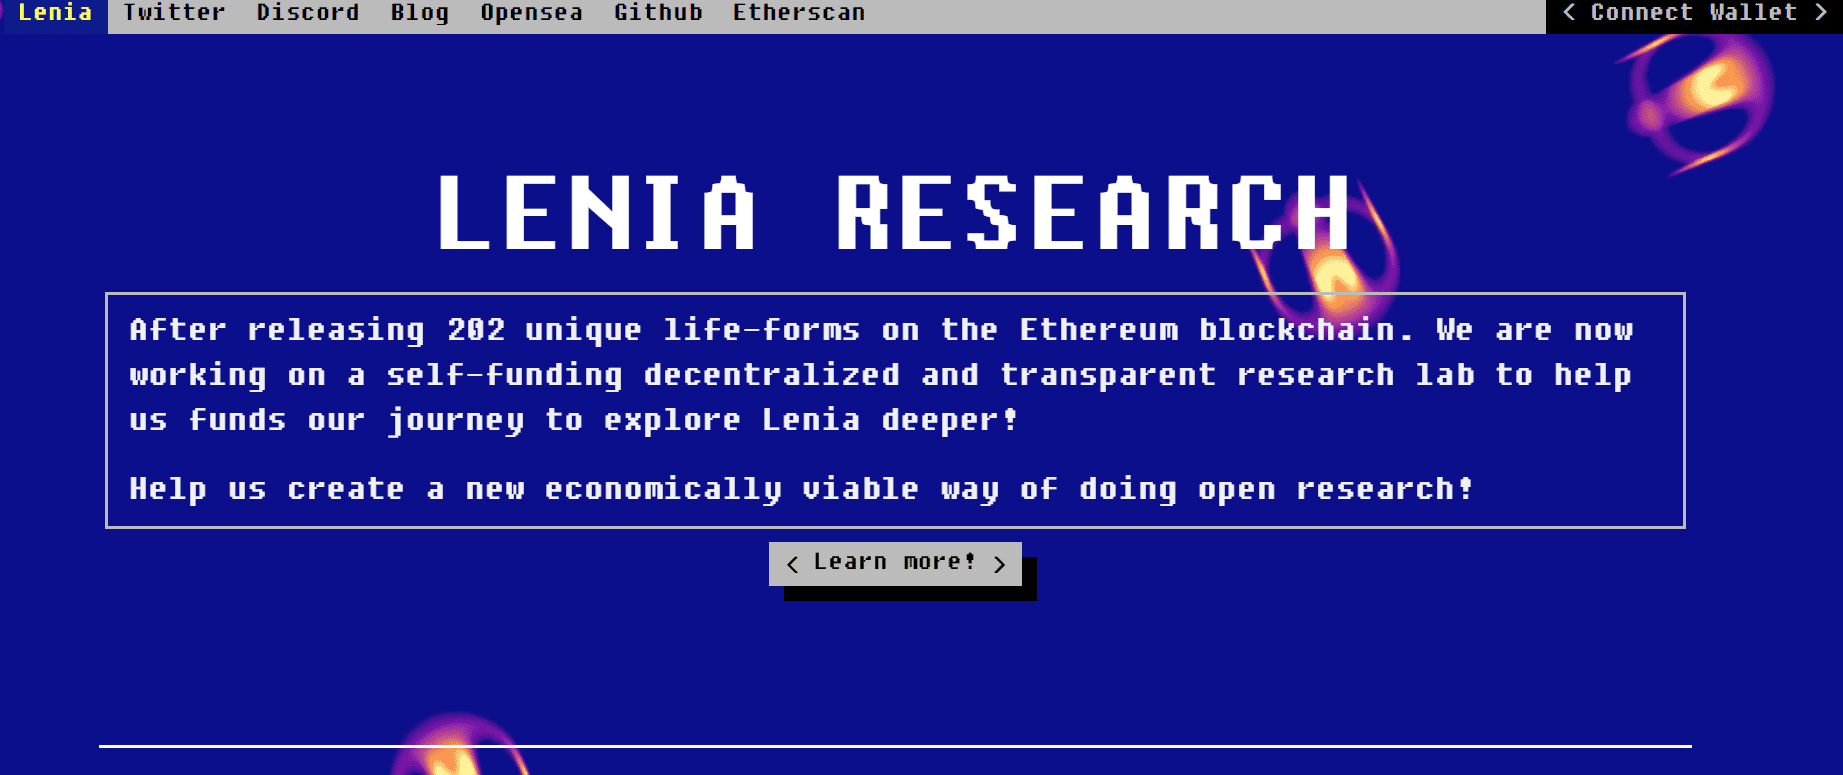 Lenia Twitter Discord Blog Opensea Github Etherscan < Connect Wallet >
LENIA RESEARCH
After releasing 202 unique life-forms on the Ethereum blockchain. We are now
working on a self-funding decentralized and transparent research lab to help
us funds our journey to explore Lenia deeper!
Help us create a new economically viable way of doing open research!
< Learn more! >